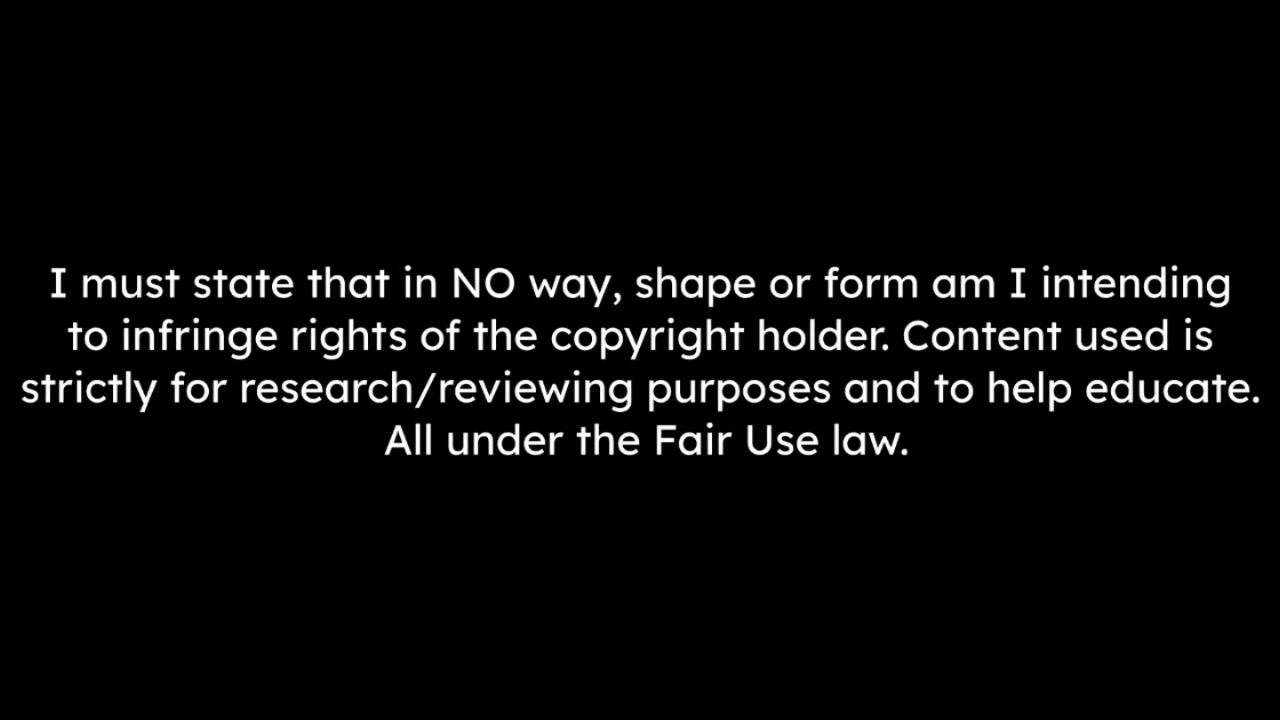 I must state that in NO way, shape or form am I intending
to infringe rights of the copyright holder. Content used is
strictly for research/reviewing purposes and to help educate.
All under the Fair Use law.